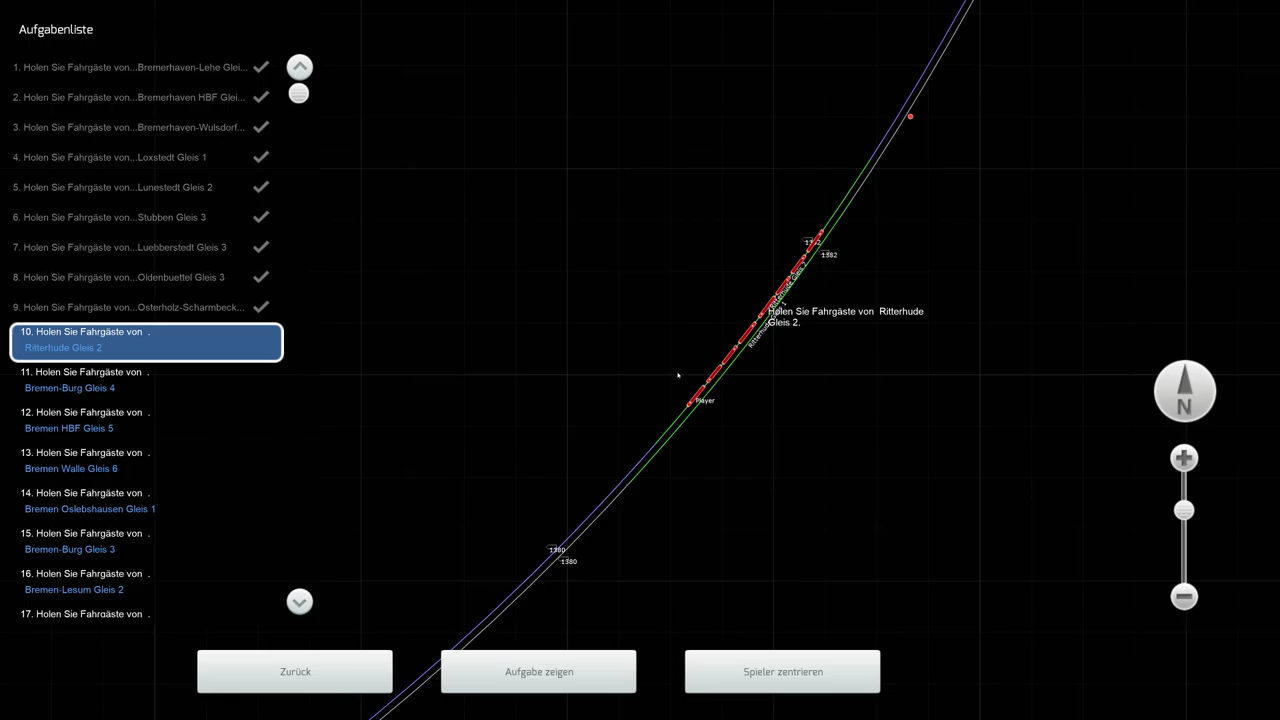 Aufgabenliste
1. Holen Sie Fahrgäste von...Bremerhaven-Lehe Glei...
2. Holen Sie Fahrgäste von...Bremerhaven HBF Glei...
3. Holen Sie Fahrgäste von...Bremerhaven-Wulsdorf...
4. Holen Sie Fahrgäste von...Loxstedt Gleis 1
5. Holen Sie Fahrgäste von...Lunestedt Gleis 2
6. Holen Sie Fahrgäste von...Stubben Gleis 3
7. Holen Sie Fahrgäste von...Luebberstedt Gleis 3
8. Holen Sie Fahrgäste von...Oldenbuettel Gleis 3
9. Holen Sie Fahrgäste von...Osterholz-Scharmbeck...
10. Holen Sie Fahrgäste von .
Ritterhude Gleis 2
11. Holen Sie Fahrgäste von .
Bremen-Burg Gleis 4
12. Holen Sie Fahrgäste von .
Bremen HBF Gleis 5
13. Holen Sie Fahrgäste von .
Bremen Walle Gleis 6
14. Holen Sie Fahrgäste von .
Bremen Oslebshausen Gleis 1
15. Holen Sie Fahrgäste von .
Bremen-Burg Gleis 3
16. Holen Sie Fahrgäste von .
Bremen-Lesum Gleis 2
17. Holen Sie Fahrgäste von .
1382
Holen Sie Fahrgäste von Ritterhude
Gleis 2.
Player
1380
1380
N
Zurück
Aufgabe zeigen
Spieler zentrieren